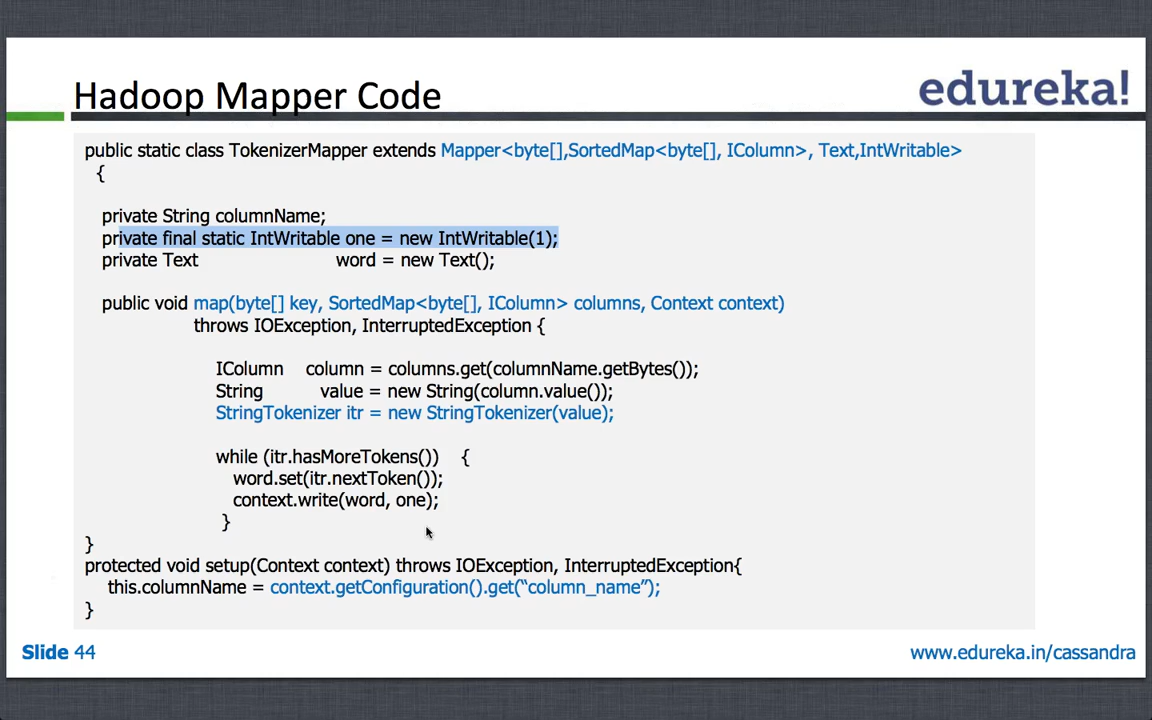 Hadoop Mapper Code
edureka!
public static class TokenizerMapper extends Mapper<byte[],SortedMap<byte[], IColumn>, Text,IntWritable>
{
private String columnName;
private final static IntWritable one = new IntWritable(1);
private Text word = new Text();
public void map(byte[] key, SortedMap<byte[], IColumn> columns, Context context)
throws IOException, InterruptedException {
IColumn column = columns.get(columnName.getBytes());
String value = new String(column.value());
StringTokenizer itr = new StringTokenizer(value);
while (itr.hasMoreTokens()) {
word.set(itr.nextToken());
context.write(word, one);
}
}
protected void setup(Context context) throws IOException, InterruptedException{
this.columnName = context.getConfiguration().get(“column_name”);
}
Slide 44
www.edureka.in/cassandra